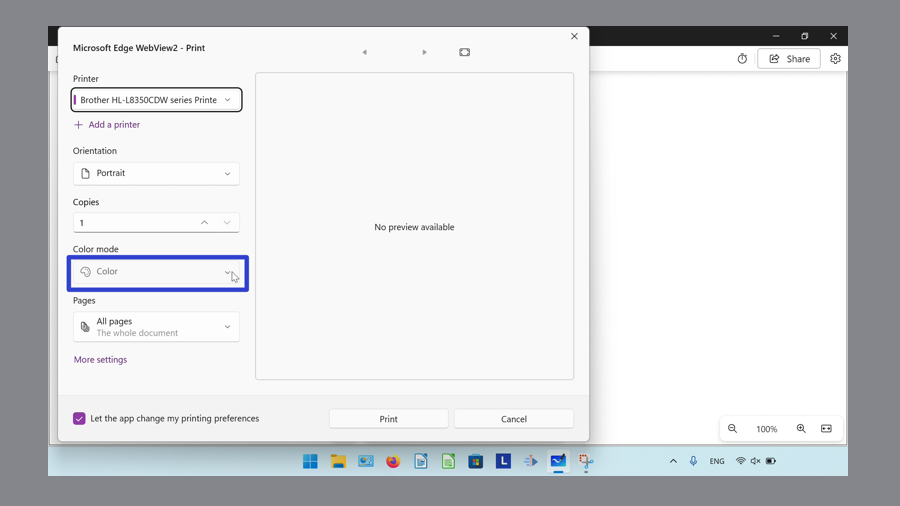 Microsoft Edge WebView2 - Print
Share
Printer
Brother HL-L8350CDW series Printe
Add a printer
Orientation
Portrait
Copies
1
Color mode
Color
Pages
All pages
The whole document
More settings
No preview available
Let the app change my printing preferences
Print
Cancel
100%
L
ENG